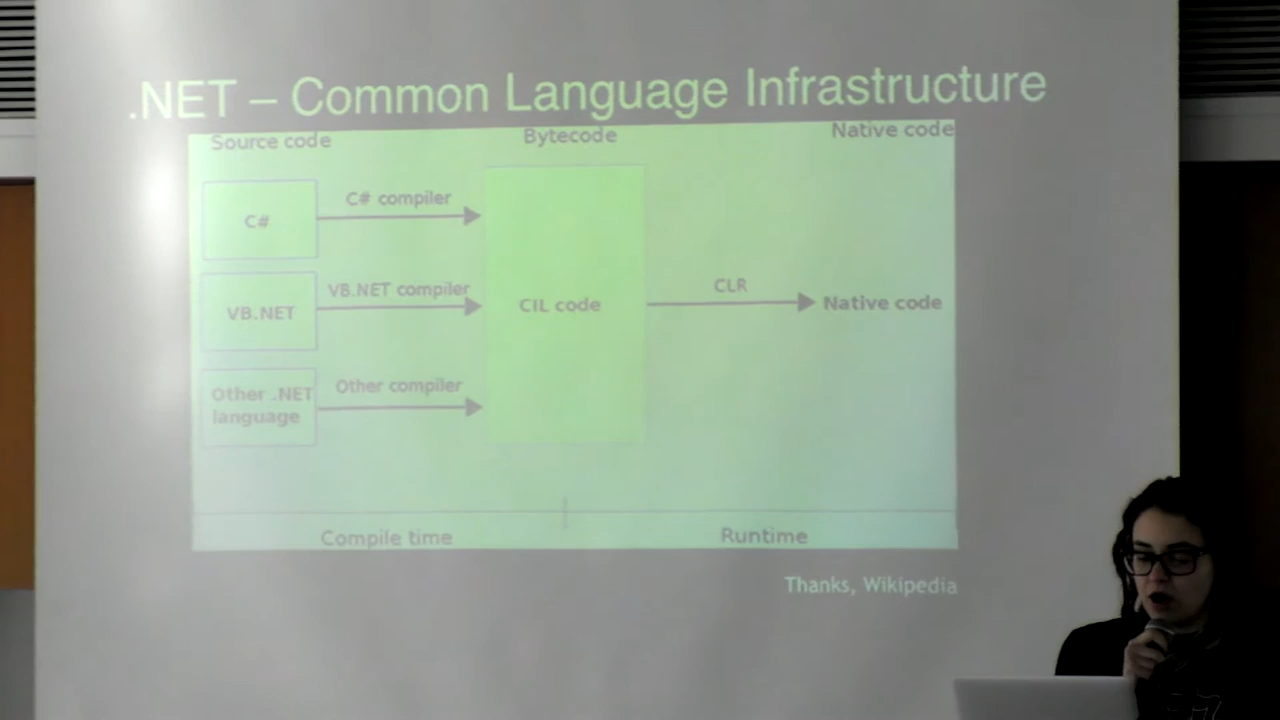 .NET – Common Language Infrastructure
Source code
Bytecode
Native code
C#
C# compiler
VB.NET
VB.NET compiler
CIL code
CLR
Native code
Other .NET
language
Other compiler
Compile time
Runtime
Thanks, Wikipedia